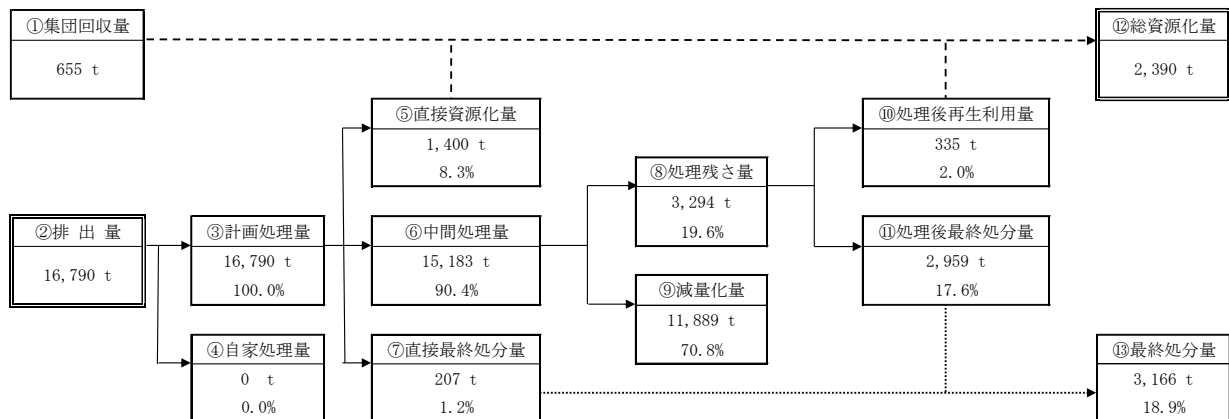 ①集団回収量
655 t
⑫総資源化量
2,390 t
⑤直接資源化量
1,400 t
8.3%
⑩処理後再生利用量
335 t
2.0%
⑧処理残さ量
3,294 t
19.6%
②排 出 量
16,790 t
③計画処理量
16,790 t
100.0%
⑥中間処理量
15,183 t
90.4%
⑪処理後最終処分量
2,959 t
17.6%
⑨減量化量
11,889 t
70.8%
④自家処理量
0 t
0.0%
⑦直接最終処分量
207 t
1.2%
⑬最終処分量
3,166 t
18.9%